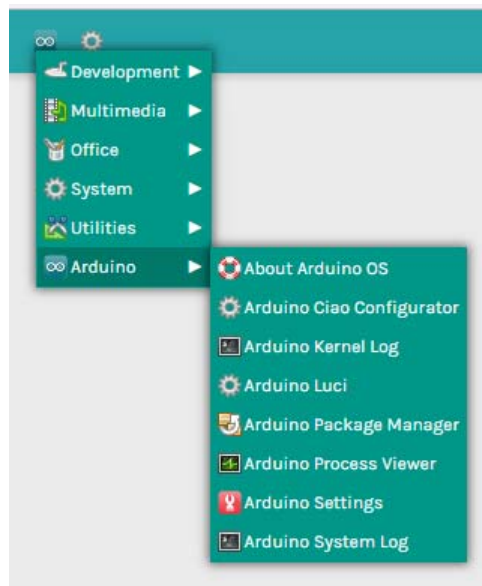 Development
Multimedia
Office
System
Utilities
Arduino
About Arduino OS
Arduino Ciao Configurator
Arduino Kernel Log
Arduino Luci
Arduino Package Manager
Arduino Process Viewer
Arduino Settings
Arduino System Log